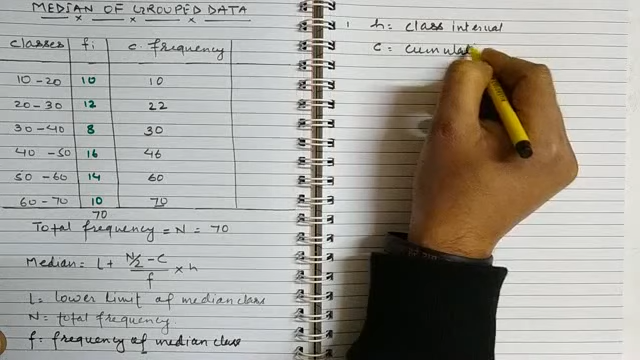 MEDIAN OF GROUPED DATA
classes fi c. frequency
10-20 10 10
20-30 12 22
30-40 8 30
40-50 16 46
50-60 14 60
60-70 10 70
70
Total frequency = N = 70
Median = l + N/2 - C / f × h
l = lower limit of median class
N = total frequency.
f = frequency of median class
h = class interval
C = cumulat